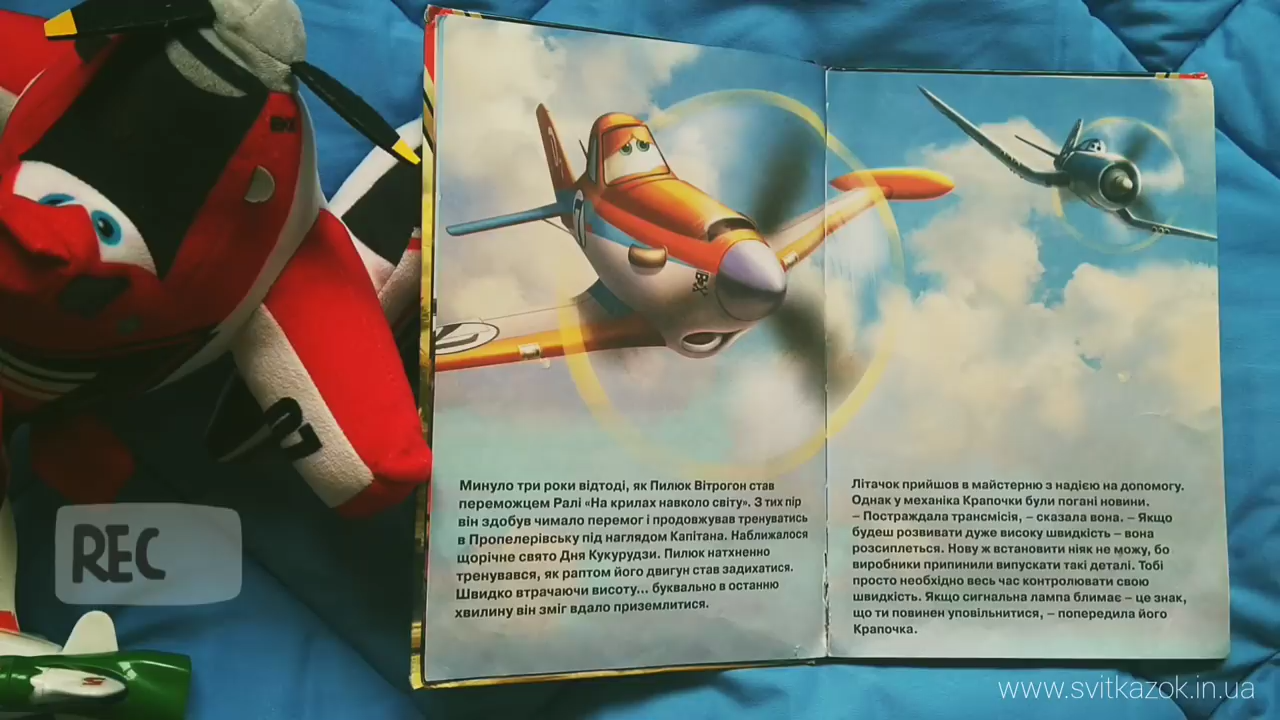 Минуло три роки відтоді, як Пилюк Вітрогон став
переможцем Ралі «На крилах навколо світу». З тих пір
він здобув чимало перемог і продовжував тренуватись
в Пропелерівську під наглядом Капітана. Наближалося
щорічне свято Дня Кукурудзи. Пилюк натхненно
тренувався, як раптом його двигун став задихатися.
Швидко втрачаючи висоту... буквально в останню
хвилину він зміг вдало приземлитися.
Літачок прийшов в майстерню з надією на допомогу.
Однак у механіка Крапочки були погані новини.
– Постраждала трансмісія, – сказала вона. – Якщо
будеш розвивати дуже високу швидкість – вона
розсиплеться. Нову ж встановити ніяк не можу, бо
виробники припинили випускати такі деталі. Тобі
просто необхідно весь час контролювати свою
швидкість. Якщо сигнальна лампа блимає – це знак,
що ти повинен уповільнитися, – попередила його
Крапочка.
REC
www.svitkazok.in.ua